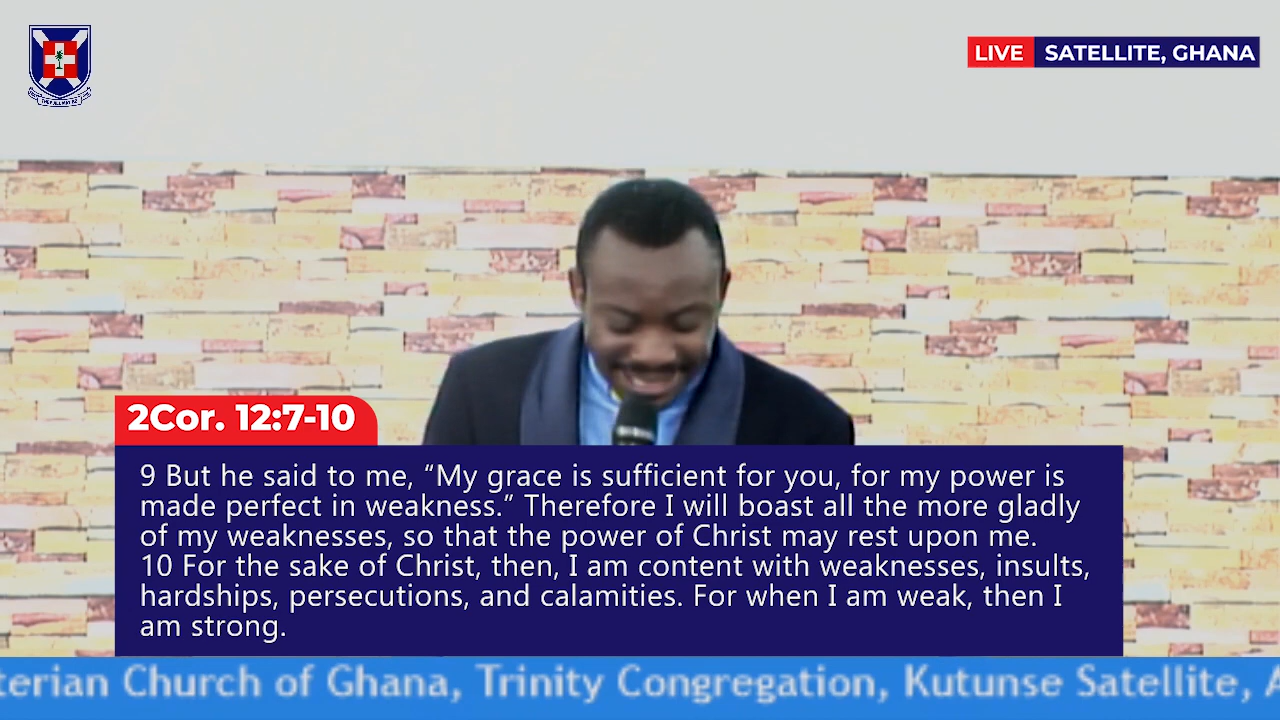 LIVE SATELLITE, GHANA
2Cor. 12:7-10
9 But he said to me, “My grace is sufficient for you, for my power is
made perfect in weakness.” Therefore I will boast all the more gladly
of my weaknesses, so that the power of Christ may rest upon me.
10 For the sake of Christ, then, I am content with weaknesses, insults,
hardships, persecutions, and calamities. For when I am weak, then I
am strong.
terian Church of Ghana, Trinity Congregation, Kutunse Satellite, A